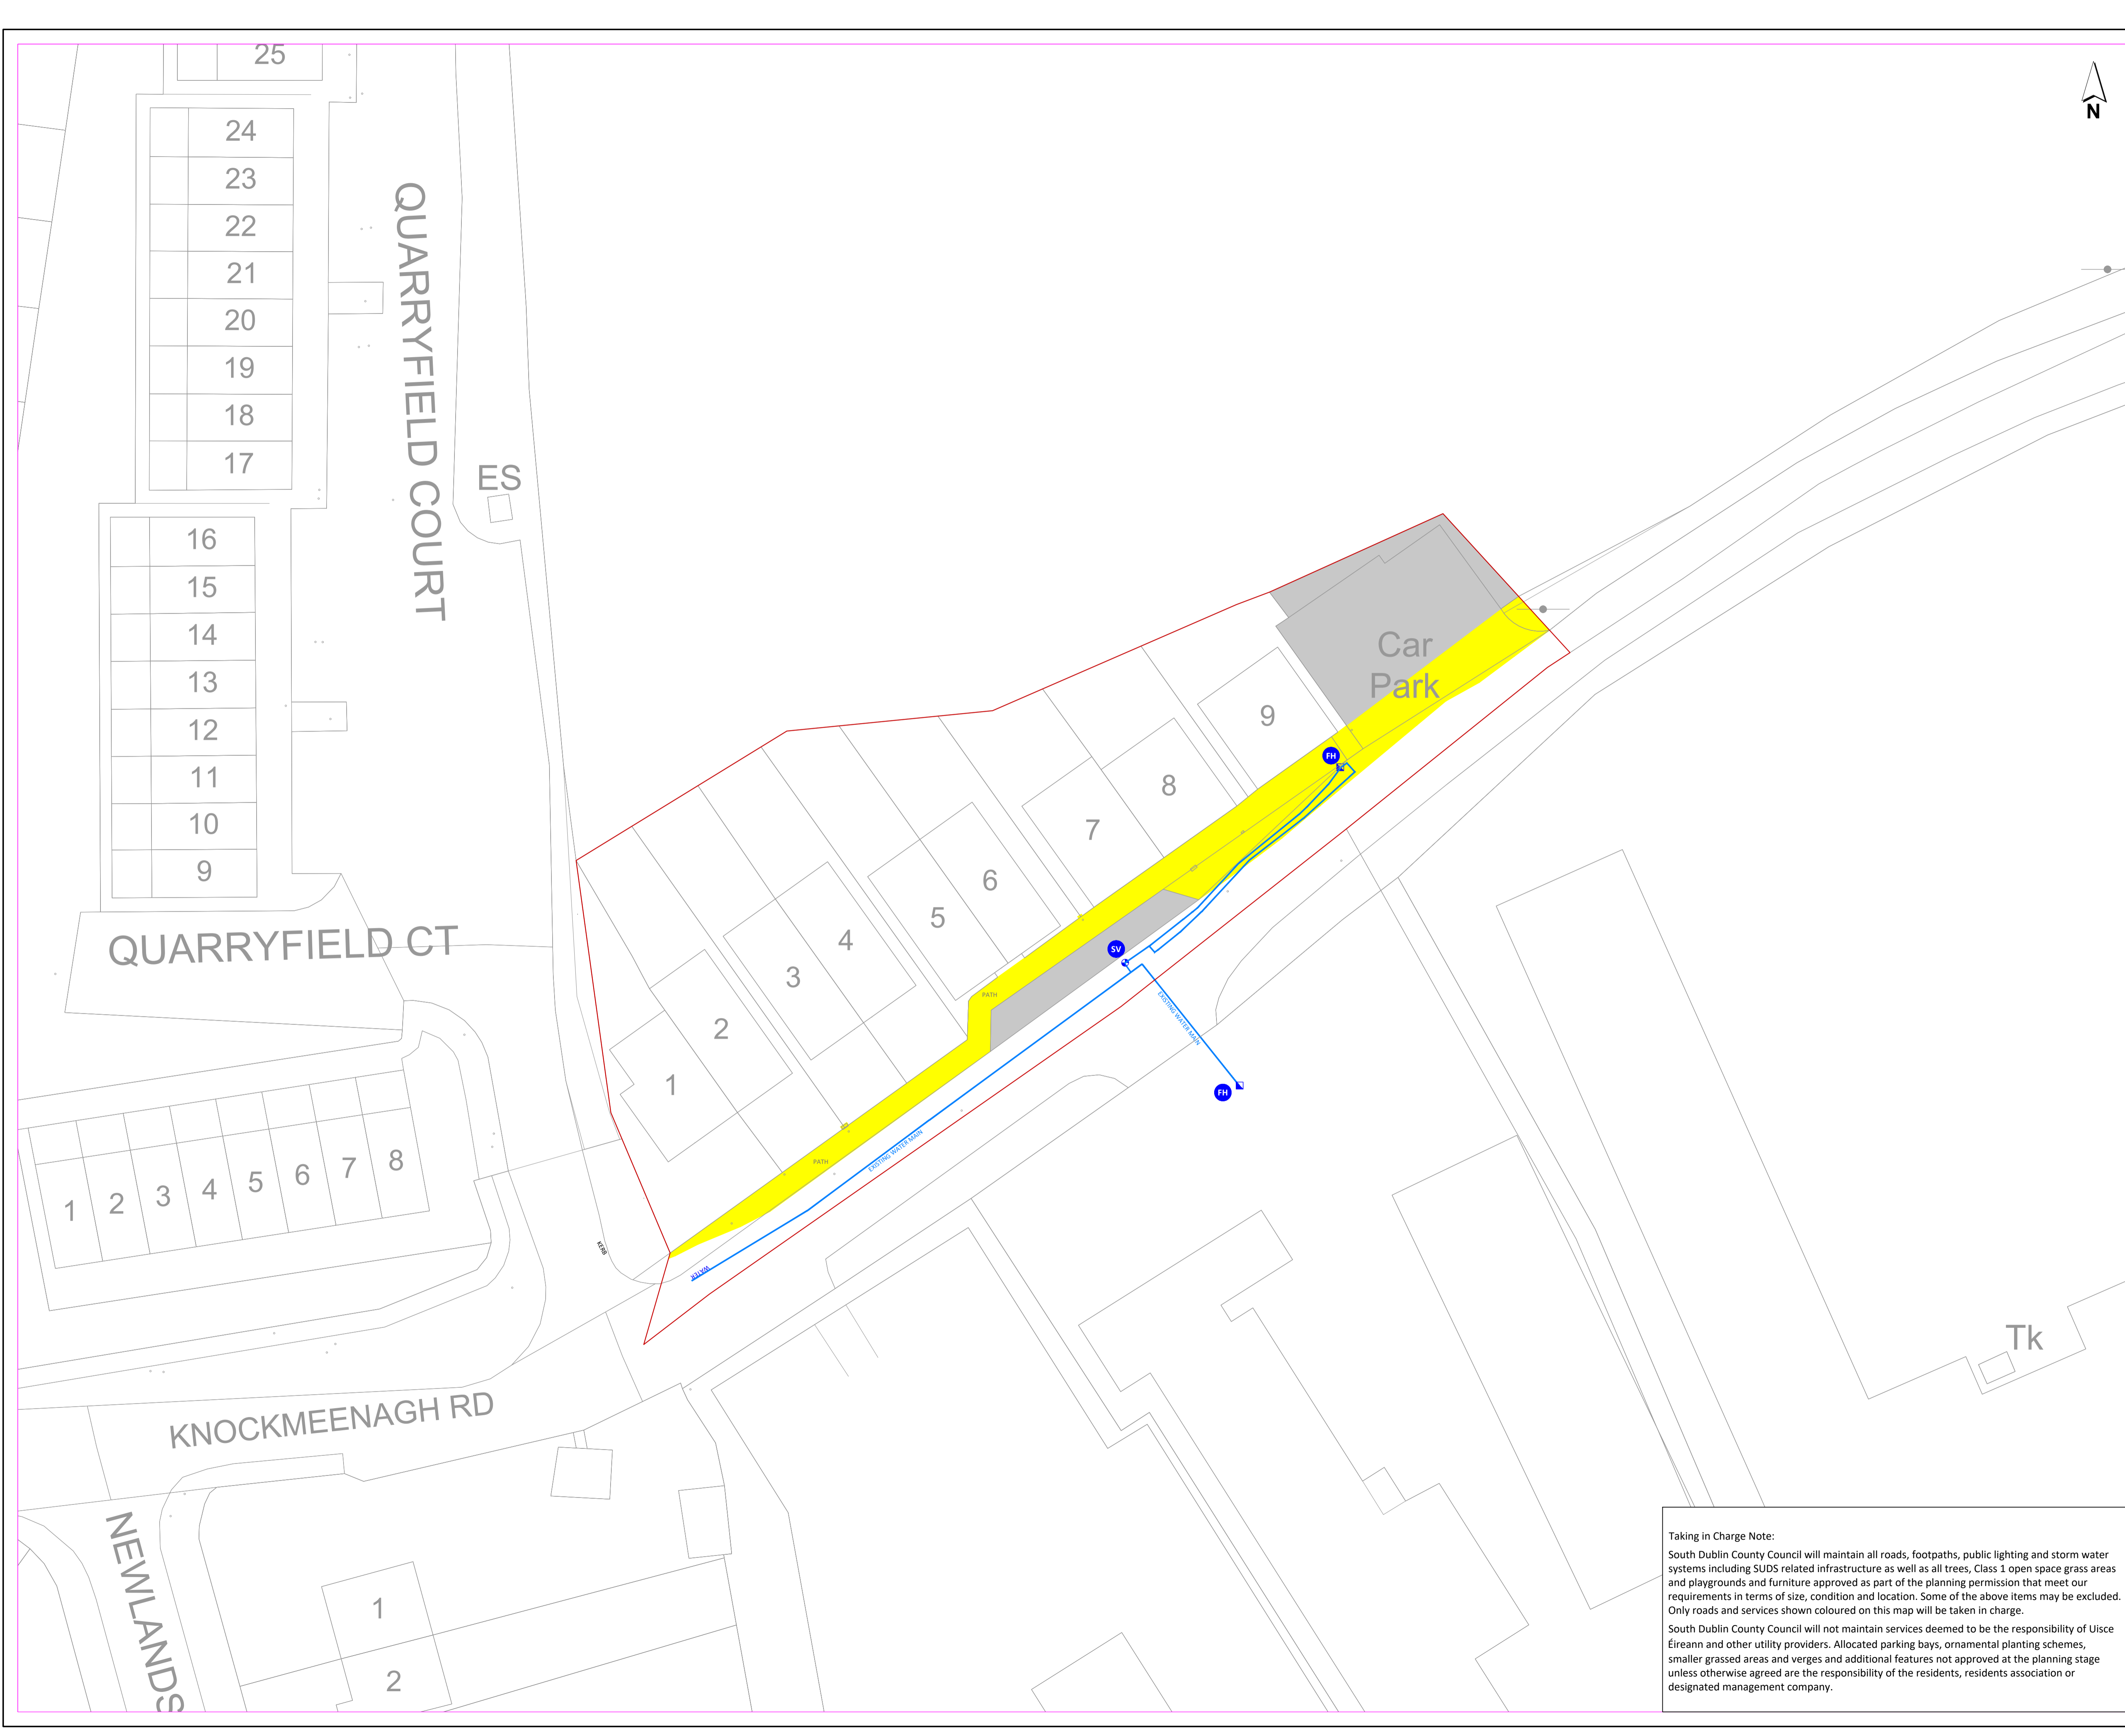 25
N
24
23
22
21
20
19
18
17
QUARRYFIELD COURT
ES
16
15
14
13
12
11
10
9
QUARRYFIELD CT
Car
Park
9
FH
8
7
6
5
4
3
2
1
SV
PATH
EXISTING WATER MAIN
FH
EXISTING WATER MAIN
PATH
WATER
KERB
1
2
3
4
5
6
7
8
KNOCKMEENAGH RD
NEWLANDS
1
2
Tk
Taking in Charge Note:
South Dublin County Council will maintain all roads, footpaths, public lighting and storm water
systems including SUDS related infrastructure as well as all trees, Class 1 open space grass areas
and playgrounds and furniture approved as part of the planning permission that meet our
requirements in terms of size, condition and location. Some of the above items may be excluded.
Only roads and services shown coloured on this map will be taken in charge.
South Dublin County Council will not maintain services deemed to be the responsibility of Uisce
Éireann and other utility providers. Allocated parking bays, ornamental planting schemes,
smaller grassed areas and verges and additional features not approved at the planning stage
unless otherwise agreed are the responsibility of the residents, residents association or
designated management company.